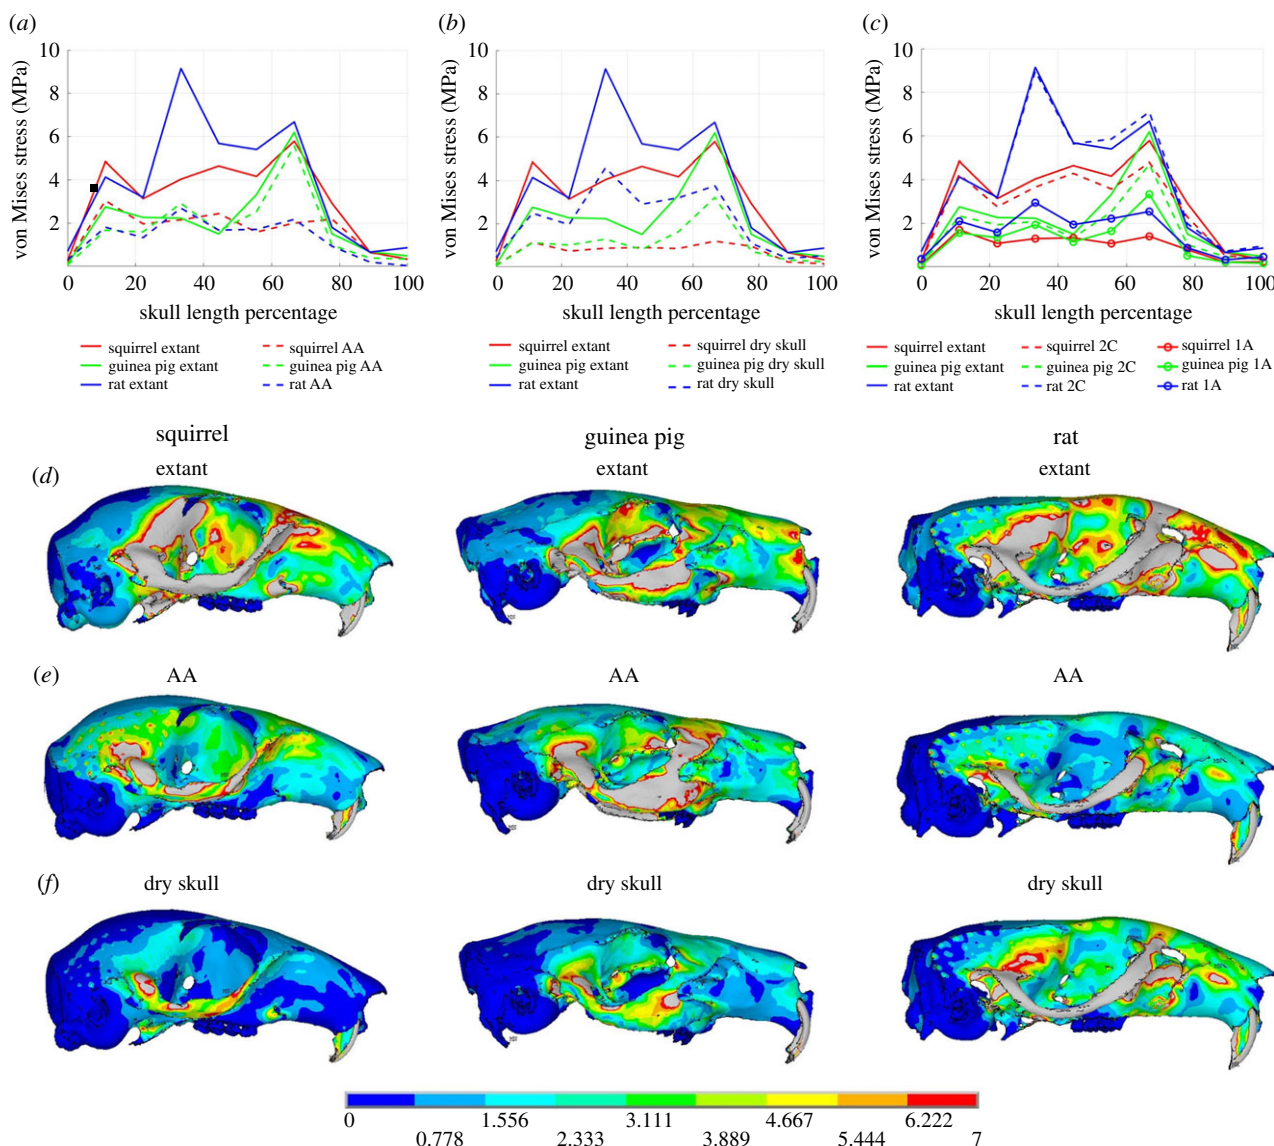 (a) (b) (c)
von Mises stress (MPa)
10
8
6
4
2
0 20 40 60 80 100
skull length percentage
von Mises stress (MPa)
10
8
6
4
2
0 20 40 60 80 100
skull length percentage
von Mises stress (MPa)
10
8
6
4
2
0 20 40 60 80 100
skull length percentage
squirrel extant squirrel AA
guinea pig extant guinea pig AA
rat extant rat AA
squirrel extant squirrel dry skull
guinea pig extant guinea pig dry skull
rat extant rat dry skull
squirrel extant squirrel 2C squirrel 1A
guinea pig extant guinea pig 2C guinea pig 1A
rat extant rat 2C rat 1A
squirrel guinea pig rat
(d) extant extant extant
(e) AA AA AA
(f) dry skull dry skull dry skull
0 1.556 3.111 4.667 6.222
0.778 2.333 3.889 5.444 7